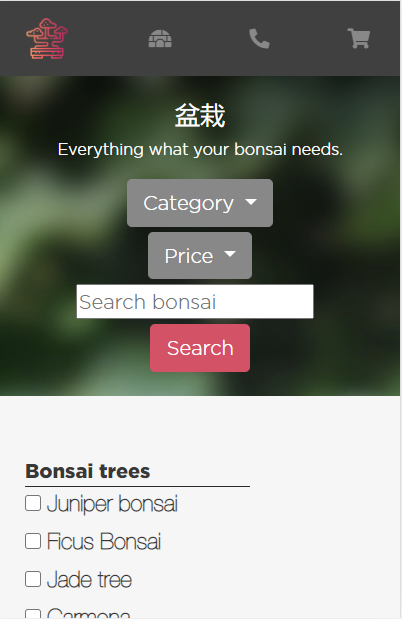 盆栽
Everything what your bonsai needs.
Category
Price
Search bonsai
Search
Bonsai trees
Juniper bonsai
Ficus Bonsai
Jade tree
Carmona